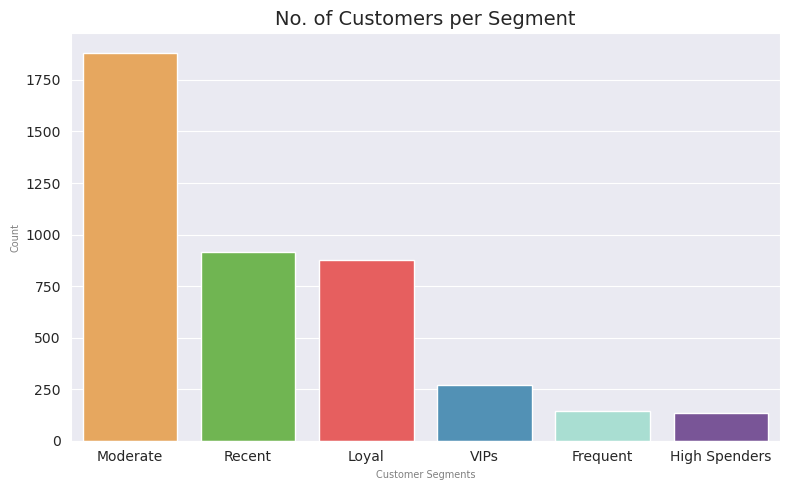 No. of Customers per Segment
1750
1500
1250
1000
750
500
250
0
Count
Moderate Recent Loyal VIPs Frequent High Spenders
Customer Segments